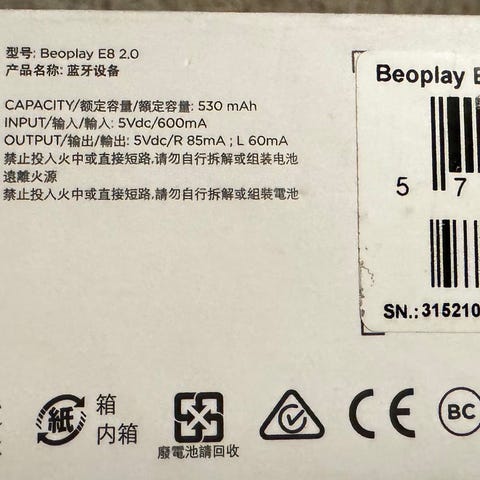 型号: Beoplay E8 2.0
产品名称: 蓝牙设备
CAPACITY/额定容量/額定容量: 530 mAh
INPUT/输入/輸入: 5Vdc/600mA
OUTPUT/输出/輸出: 5Vdc/R 85mA ; L 60mA
禁止投入火中或直接短路,请勿自行拆解或组装电池
遠離火源
禁止投入火中或直接短路,請勿自行拆解或組裝電池
Beoplay E
5 7
SN.: 315210
紙
箱
内箱
廢電池請回收
CE
BC